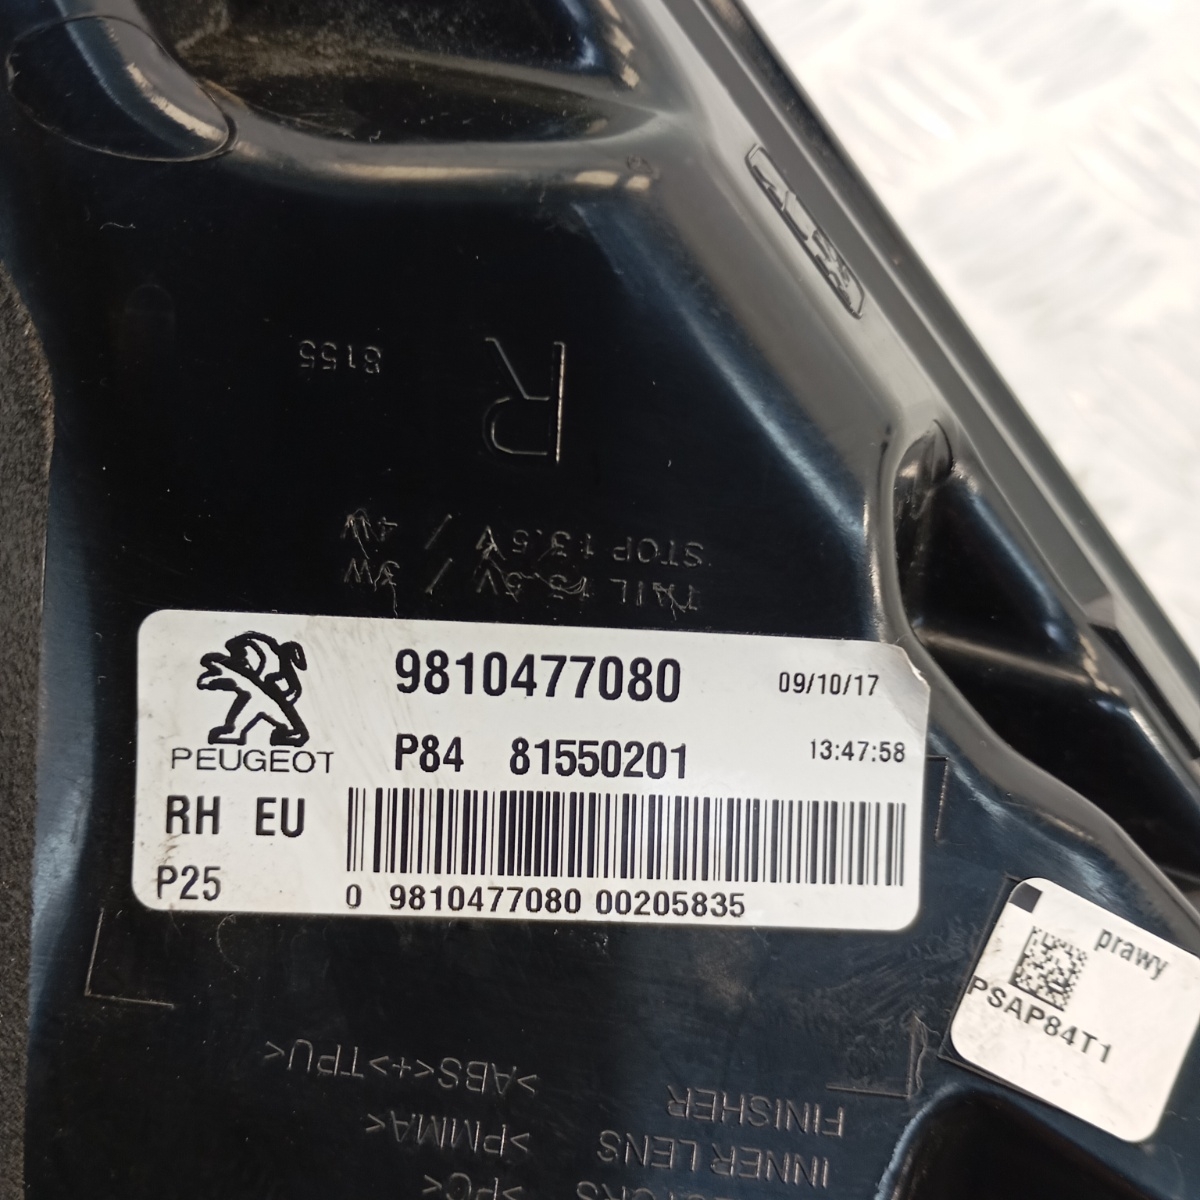 8155
R
TAIL 13.5V / 3W
STOP 13.5V / 4W
9810477080
09/10/17
P84 81550201
13:47:58
PEUGEOT
RH EU
P25
0 9810477080 00205835
prawy
PSAP84T1
FINISHER >ABS<+>TPU<
INNER LENS >PMMA<
>PC<